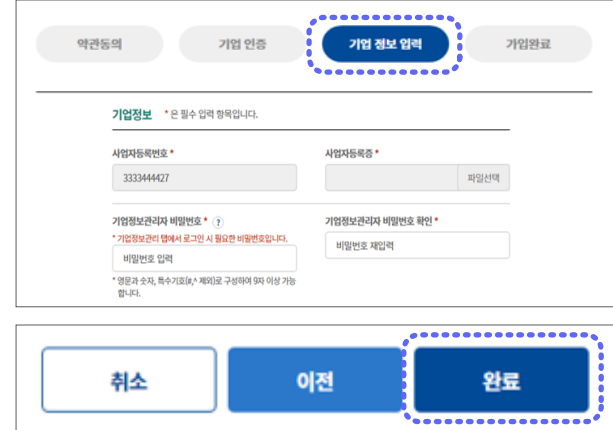 약관동의 기업 인증 기업 정보 입력 가입완료
기업정보 * 은 필수 입력 항목입니다.
사업자등록번호 * 사업자등록증 *
3333444427 파일선택
기업정보관리자 비밀번호 * ? 기업정보관리자 비밀번호 확인 *
* 기업정보관리 탭에서 로그인 시 필요한 비밀번호입니다.
비밀번호 입력 비밀번호 재입력
* 영문과 숫자, 특수기호(#,^ 제외)로 구성하여 9자 이상 가능
합니다.
취소 이전 완료